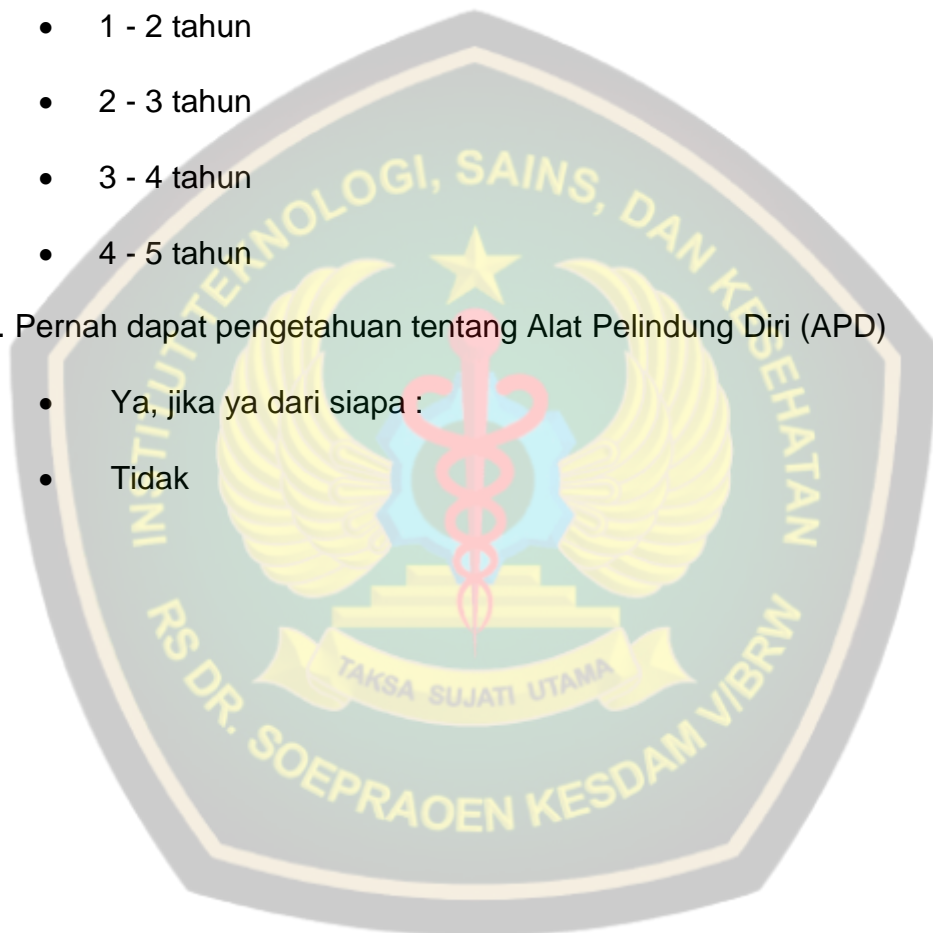 • 1 - 2 tahun
• 2 - 3 tahun
• 3 - 4 tahun
• 4 - 5 tahun
. Pernah dapat pengetahuan tentang Alat Pelindung Diri (APD)
• Ya, jika ya dari siapa :
• Tidak
INSTITUT TEKNOLOGI, SAINS, DAN KESEHATAN
TAKSA SUJATI UTAMA
RS DR. SOEPRAOEN KESDAM V/BRW